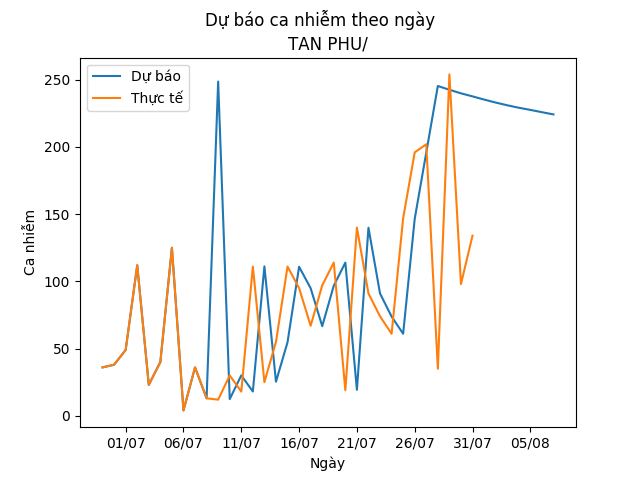 Dự báo ca nhiễm theo ngày
TAN PHU/
Dự báo
Thực tế
250
200
150
100
50
0
Ca nhiễm
01/07
06/07
11/07
16/07
21/07
26/07
31/07
05/08
Ngày